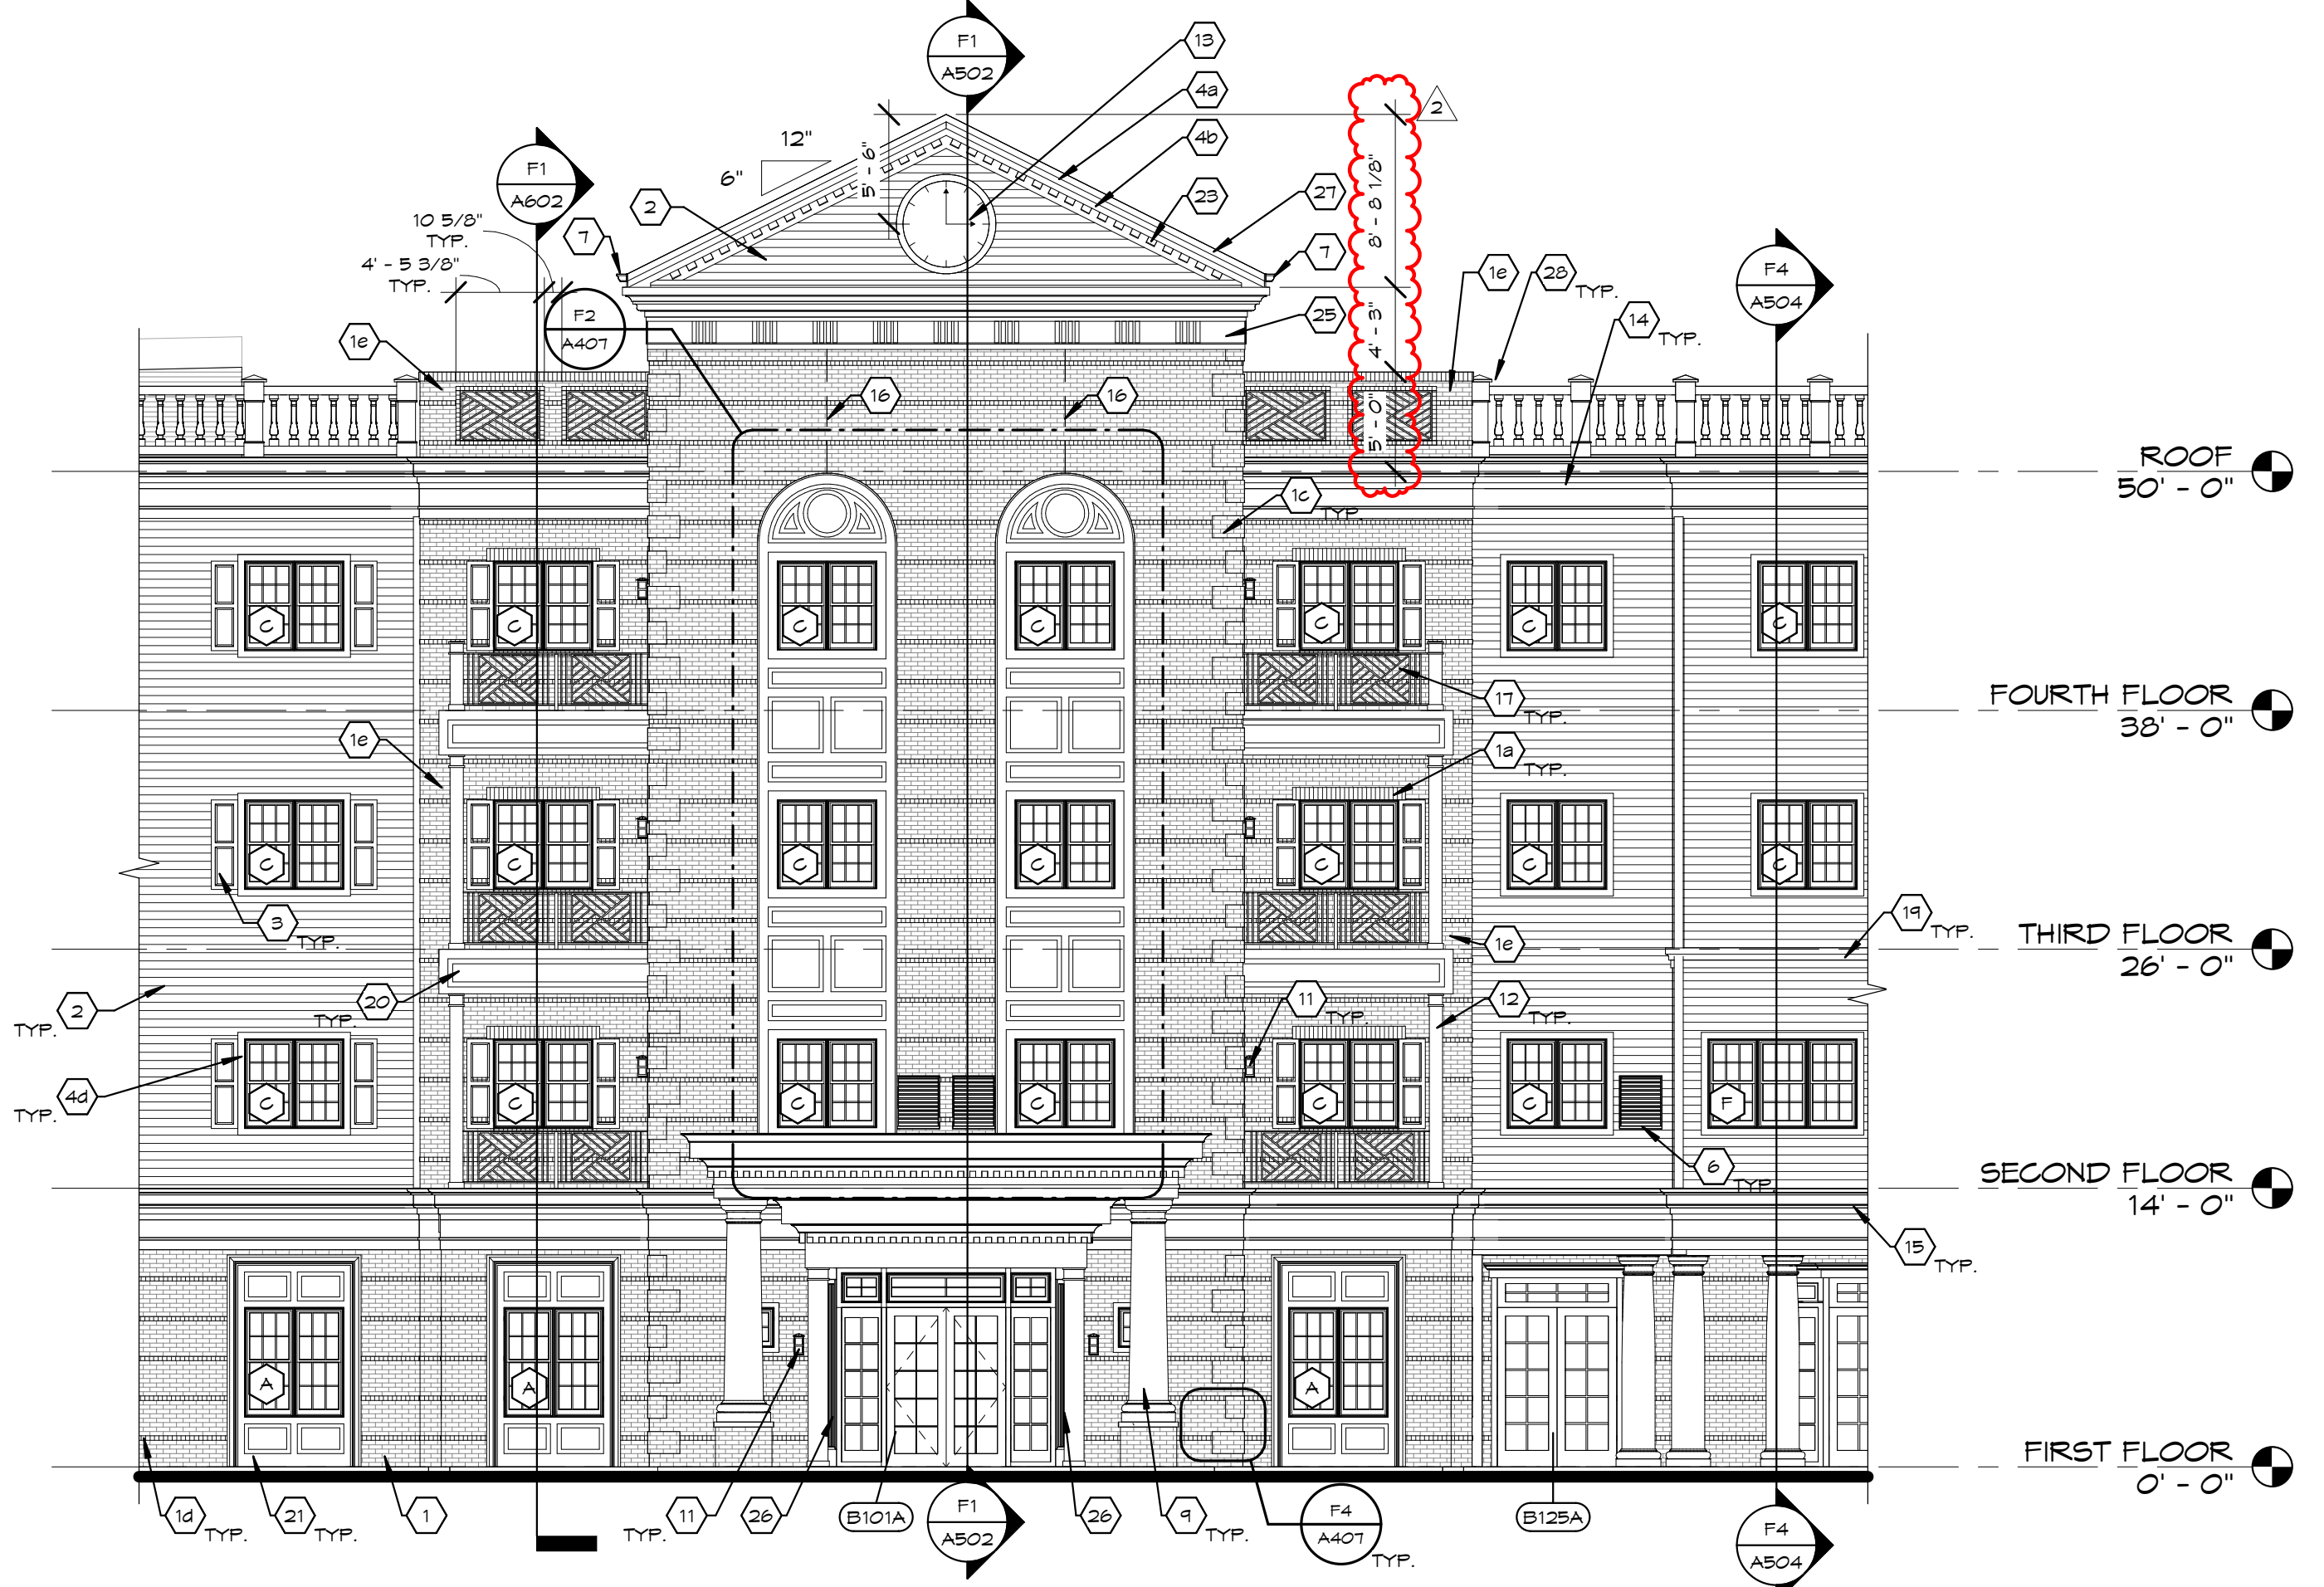 F1
A502
13
4a
2
12"
6"
5' - 6"
4b
8' - 8 1/8"
F1
A602
2
23
27
10 5/8"
TYP.
7
7
4' - 5 3/8"
TYP.
1e
28
TYP.
F4
A504
F2
A407
25
4' - 3"
14
TYP.
1e
16
16
5' - 0"
ROOF
50' - 0"
1c
TYP.
C
C
C
C
C
C
C
17
TYP.
FOURTH FLOOR
38' - 0"
1e
1a
TYP.
C
C
C
C
C
C
C
3
TYP.
19
TYP.
1e
THIRD FLOOR
26' - 0"
2
TYP.
20
TYP.
11
TYP.
12
TYP.
4d
TYP.
C
C
C
C
C
C
F
6
TYP.
SECOND FLOOR
14' - 0"
15
TYP.
A
A
A
FIRST FLOOR
0' - 0"
1d
TYP.
21
TYP.
1
TYP.
11
26
B101A
F1
A502
26
9
TYP.
F4
A407
TYP.
B125A
F4
A504